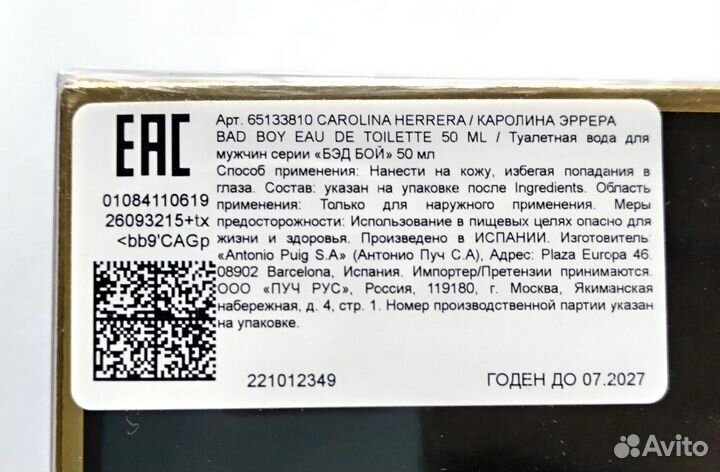 EAC
01084110619
26093215+tx
<bb9'CAGp
Арт. 65133810 CAROLINA HERRERA / КАРОЛИНА ЭРРЕРА
BAD BOY EAU DE TOILETTE 50 ML / Туалетная вода для
мужчин серии «БЭД БОЙ» 50 мл
Способ применения: Нанести на кожу, избегая попадания в
глаза. Состав: указан на упаковке после Ingredients. Область
применения: Только для наружного применения. Меры
предосторожности: Использование в пищевых целях опасно для
жизни и здоровья. Произведено в ИСПАНИИ. Изготовитель:
«Antonio Puig S.A» (Антонио Пуч С.А), Адрес: Plaza Europa 46,
08902 Barcelona, Испания. Импортер/Претензии принимаются:
ООО «ПУЧ РУС», Россия, 119180, г. Москва, Якиманская
набережная, д. 4, стр. 1. Номер производственной партии указан
на упаковке.
221012349
ГОДЕН ДО 07.2027
Avito